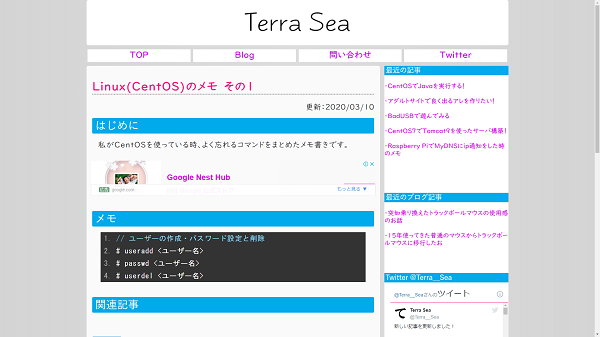 Terra Sea
TOP
Blog
問い合わせ
Twitter
Linux(CentOS)のメモ その1
更新:2020/03/10
はじめに
私がCentOSを使っている時、よく忘れるコマンドをまとめたメモ書きです。
Google Nest Hub
google.com
もっと見る ▼
メモ
1. // ユーザーの作成・パスワード設定と削除
2. # useradd <ユーザー名>
3. # passwd <ユーザー名>
4. # userdel <ユーザー名>
関連記事
最近の記事
・CentOSでJavaを実行する!
・アダルトサイトで良く出るアレを作りたい!
・BadUSBで遊んでみる
・CentOS7でTomcat9を使ったサーバ構築!
・Raspberry PiでMyDNSにip通知をした時
のメモ
最近のブログ記事
・突如乗り換えたトラックボールマウスの使用感
のお話
・15年使ってきた普通のマウスからトラックボー
ルマウスに移行したお
Twitter @Terra__Sea
@Terra__Seaさんのツイート
て
Terra Sea
@Terra__Sea
新しい記事を更新しました!